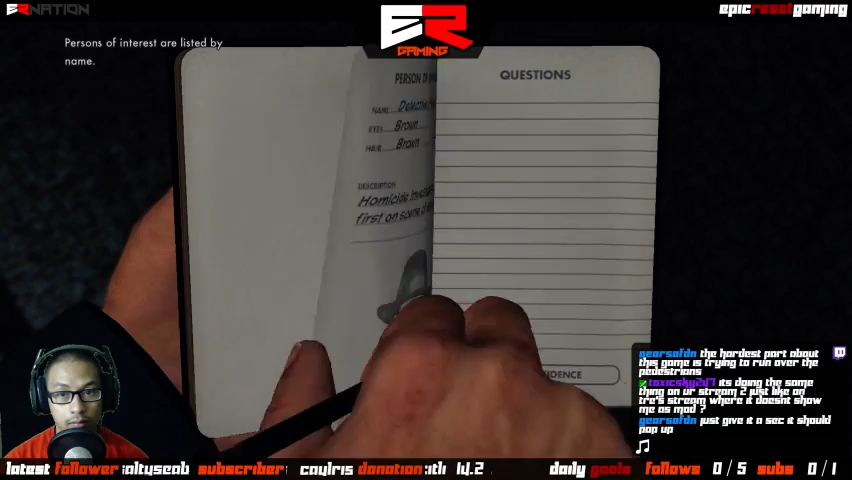 ERNATION
ER
GAMING
epicresetgaming
Persons of interest are listed by
name.
PERSON
NAME
EYES Brown
HAIR Brown
DESCRIPTION
Homicide
first on scene
QUESTIONS
gearsofdn the hardest part about
this game is trying to run over the
pedestrians
toxicsky247 its doing the same
thing on ur stream 2 just like on
tre's stream where it doesnt show
me as mod ?
gearsofdn just give it a sec it should
pop up
latest follower :altyseab subscriber: caylris donation: 14.2 daily goals follows 0/5 subs 0/1